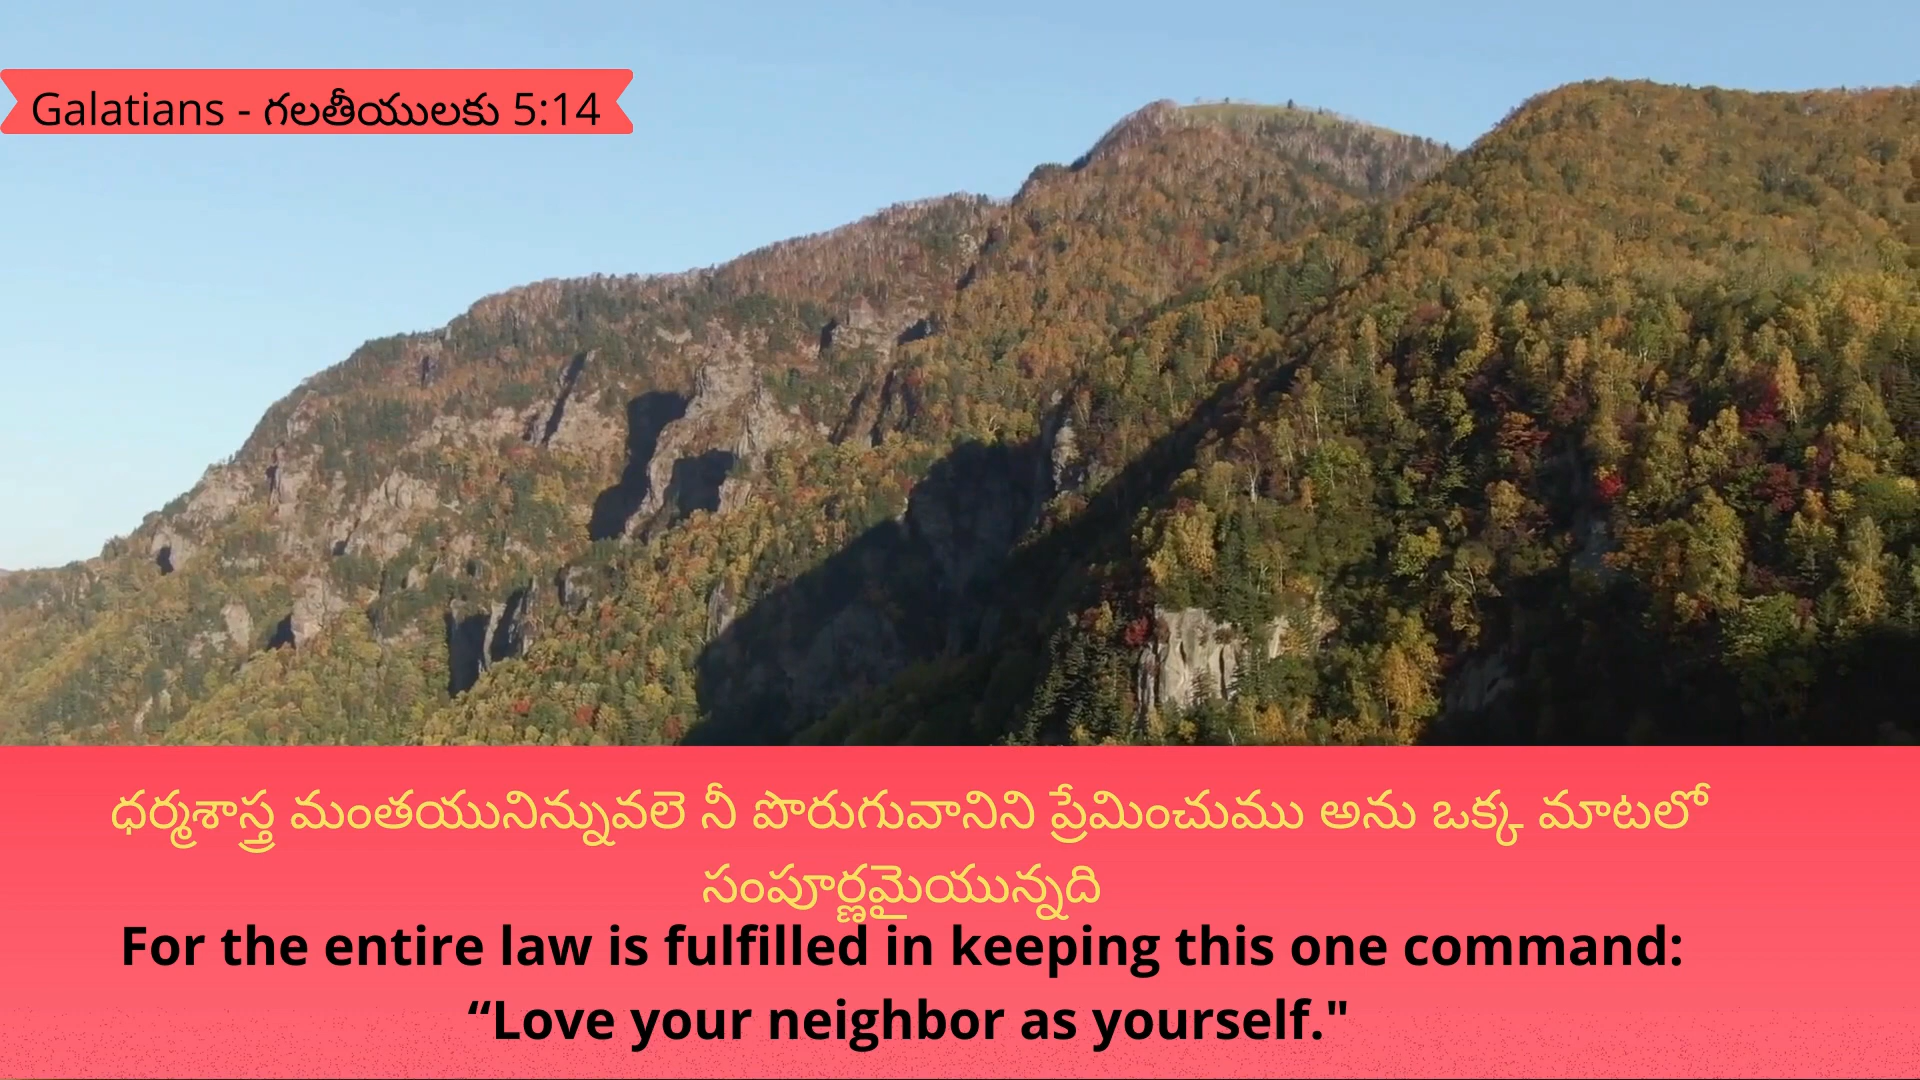 Galatians - గలతీయులకు 5:14
ధర్మశాస్త్ర మంతయునిన్నువలె నీ పొరుగువానిని ప్రేమించుము అను ఒక్క మాటలో
సంపూర్ణమైయున్నది
For the entire law is fulfilled in keeping this one command:
“Love your neighbor as yourself."